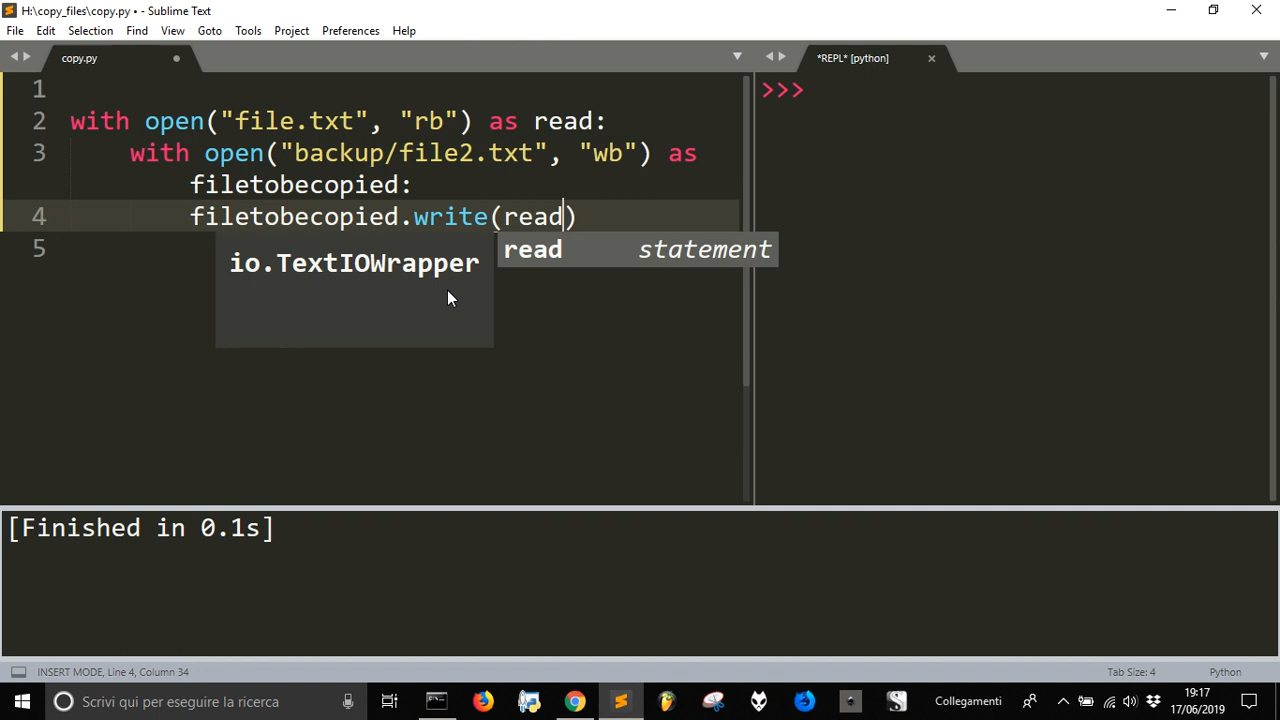 H:\copy_files\copy.py • - Sublime Text
File Edit Selection Find View Goto Tools Project Preferences Help
copy.py
*REPL* [python]
1
>>>
2 with open("file.txt", "rb") as read:
3 with open("backup/file2.txt", "wb") as
filetobecopied:
4 filetobecopied.write(read)
5
read statement
io.TextIOWrapper
[Finished in 0.1s]
INSERT MODE, Line 4, Column 34
Tab Size: 4
Python
Scrivi qui per eseguire la ricerca
Collegamenti
19:17
17/06/2019